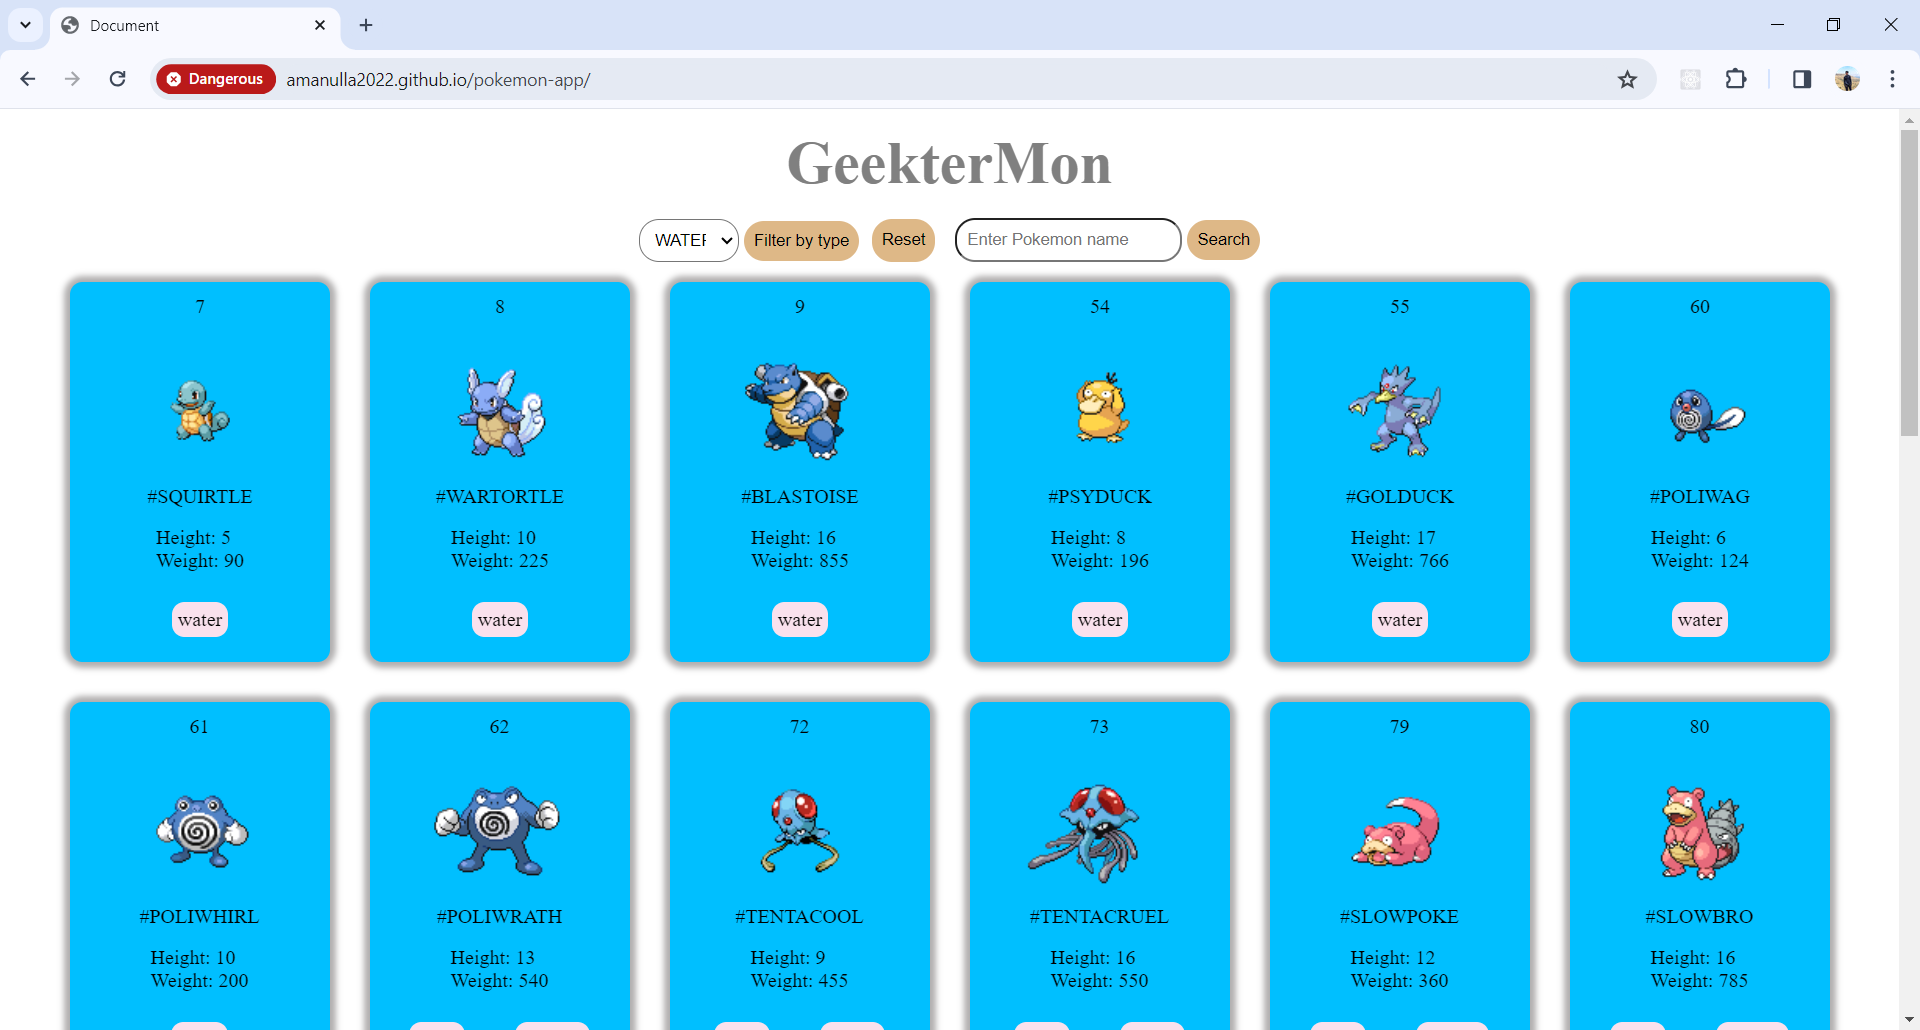 Document
Dangerous amanulla2022.github.io/pokemon-app/
GeekterMon
WATER Filter by type Reset Enter Pokemon name Search
7 8 9 54 55 60
#SQUIRTLE #WARTORTLE #BLASTOISE #PSYDUCK #GOLDUCK #POLIWAG
Height: 5 Height: 10 Height: 16 Height: 8 Height: 17 Height: 6
Weight: 90 Weight: 225 Weight: 855 Weight: 196 Weight: 766 Weight: 124
water water water water water water
61 62 72 73 79 80
#POLIWHIRL #POLIWRATH #TENTACOOL #TENTACRUEL #SLOWPOKE #SLOWBRO
Height: 10 Height: 13 Height: 9 Height: 16 Height: 12 Height: 16
Weight: 200 Weight: 540 Weight: 455 Weight: 550 Weight: 360 Weight: 785